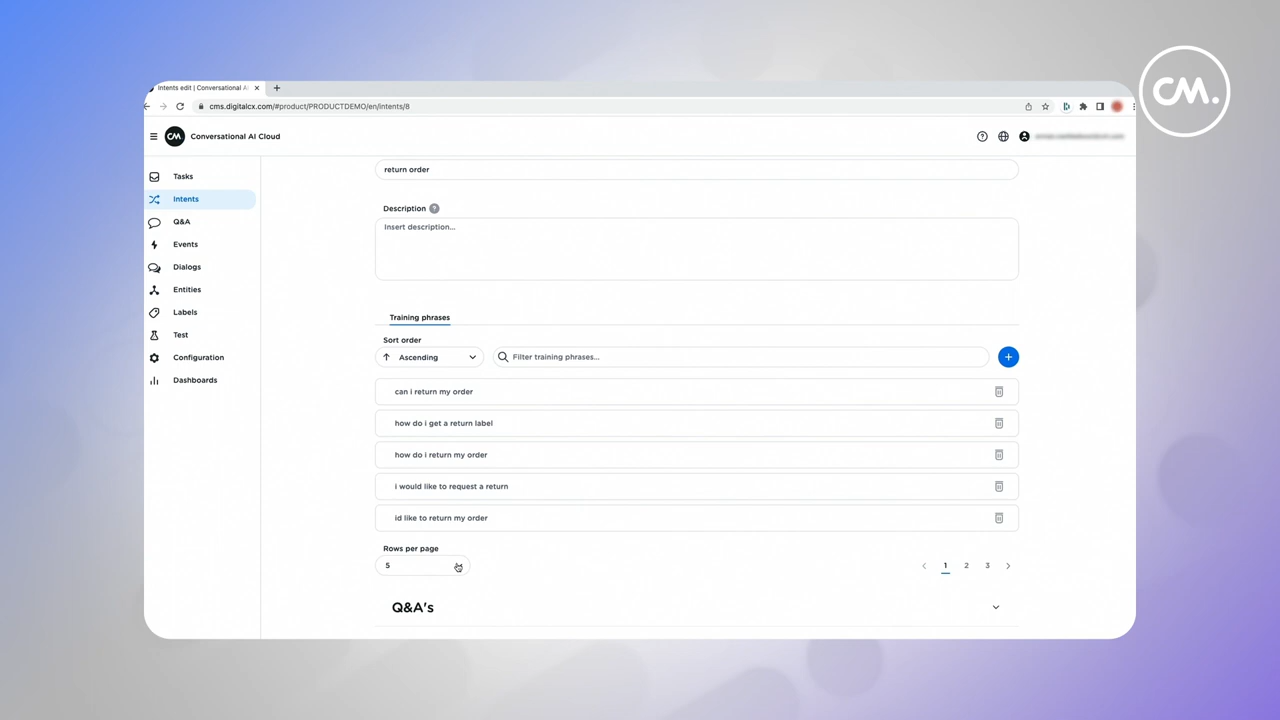 Intents edit | Conversational AI
cms.digitalcx.com/#product/PRODUCTDEMO/en/intents/8
CM.
CM Conversational AI Cloud
Tasks
Intents
Q&A
Events
Dialogs
Entities
Labels
Test
Configuration
Dashboards
return order
Description ?
Insert description...
Training phrases
Sort order
Ascending
Filter training phrases...
can i return my order
how do i get a return label
how do i return my order
i would like to request a return
id like to return my order
Rows per page
5
1 2 3
Q&A's